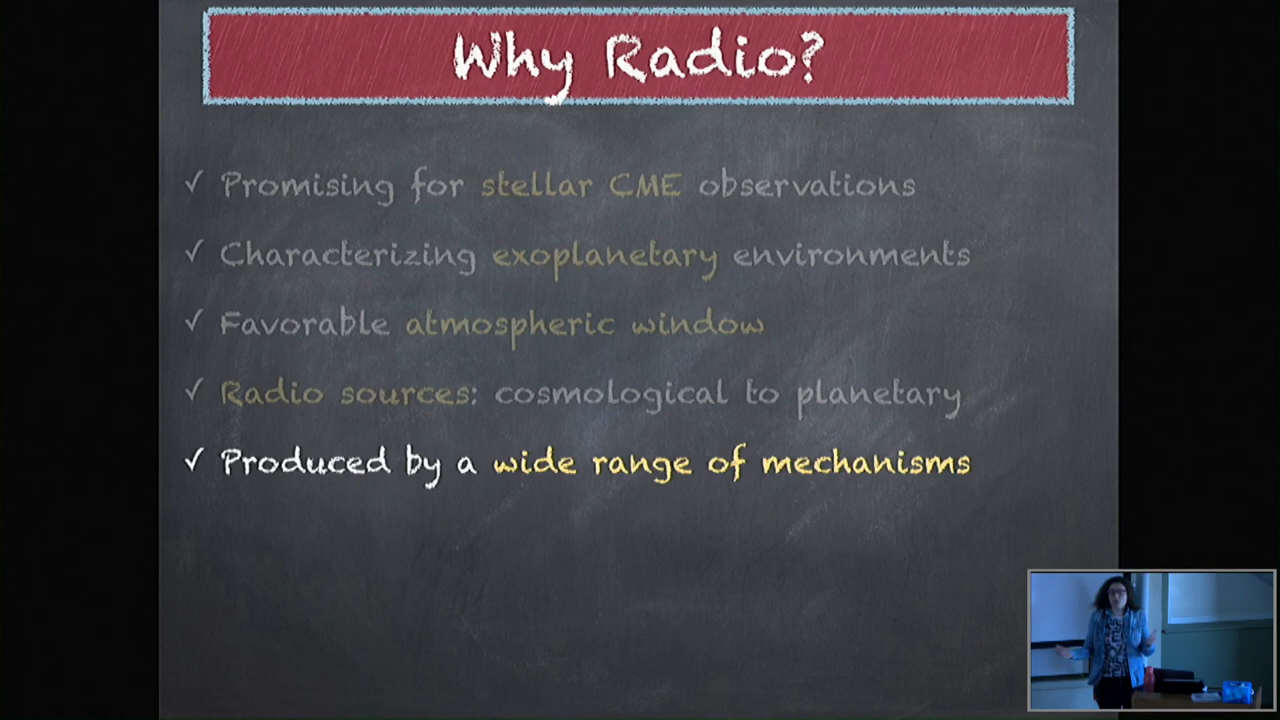 Why Radio?
✓ Promising for stellar CME observations
✓ Characterizing exoplanetary environments
✓ Favorable atmospheric window
✓ Radio sources: cosmological to planetary
✓ Produced by a wide range of mechanisms